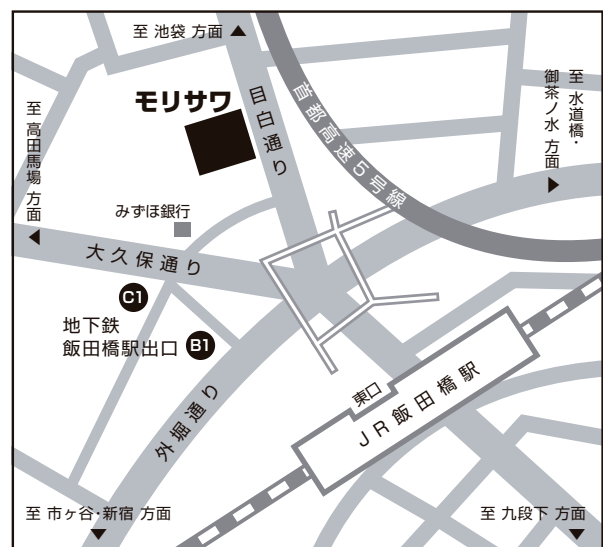 至 池袋 方面
モリサワ
目白通り
首都高速5号線
至 水道橋・
御茶ノ水 方面
至 高田馬場 方面
みずほ銀行
大久保通り
C1
地下鉄
飯田橋駅出口
B1
外堀通り
東口
JR飯田橋駅
至 市ヶ谷・新宿 方面
至 九段下 方面